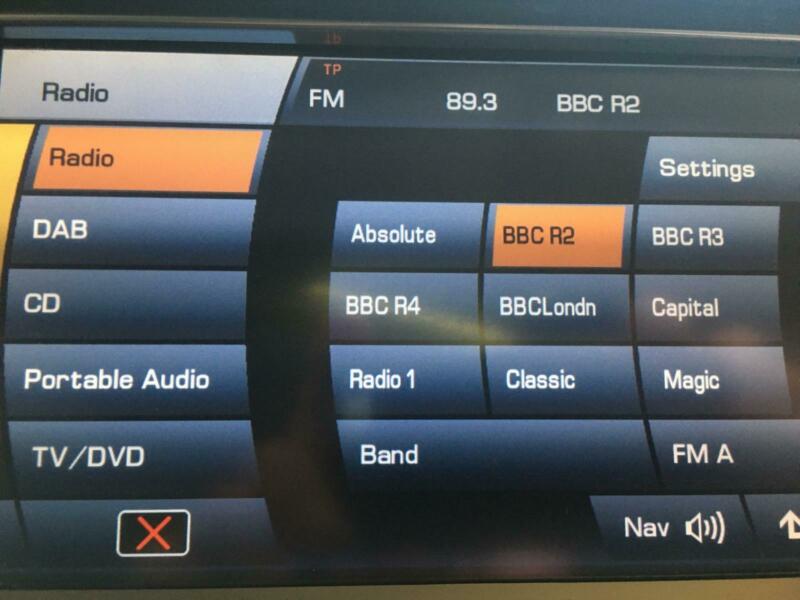 TP
Radio
FM 89.3 BBC R2
Radio
Settings
DAB
Absolute BBC R2 BBC R3
CD
BBC R4 BBCLondn Capital
Portable Audio
Radio 1 Classic Magic
TV/DVD
Band FM A
Nav